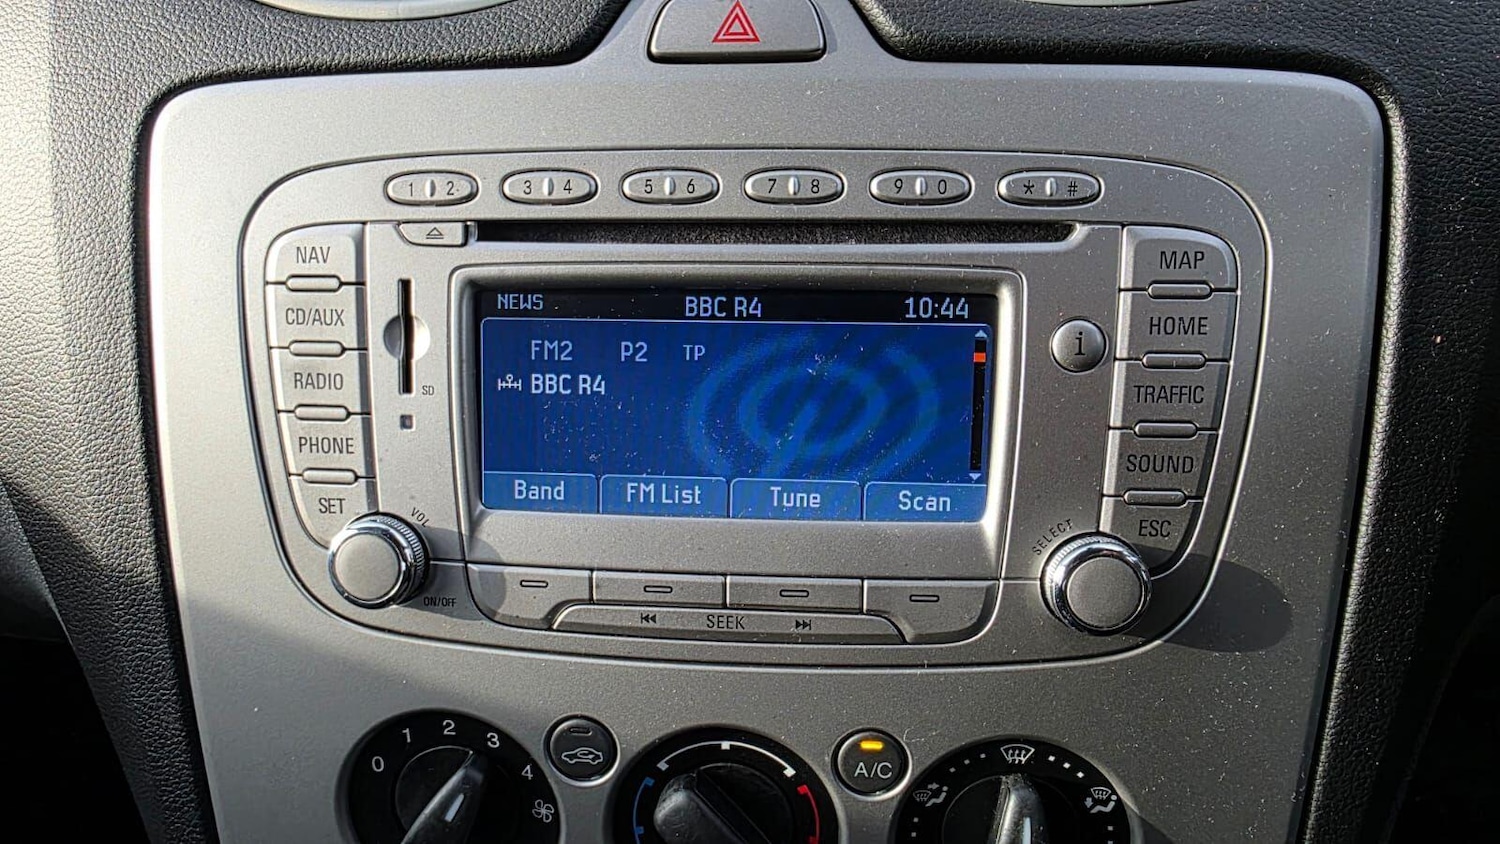 1 2
3 4
5 6
7 8
9 0
* #
NAV
CD/AUX
RADIO
PHONE
SET
SD
VOL
ON/OFF
NEWS BBC R4 10:44
FM2 P2 TP
BBC R4
Band FM List Tune Scan
SEEK
i
MAP
HOME
TRAFFIC
SOUND
ESC
SELECT
0 1 2 3 4
A/C